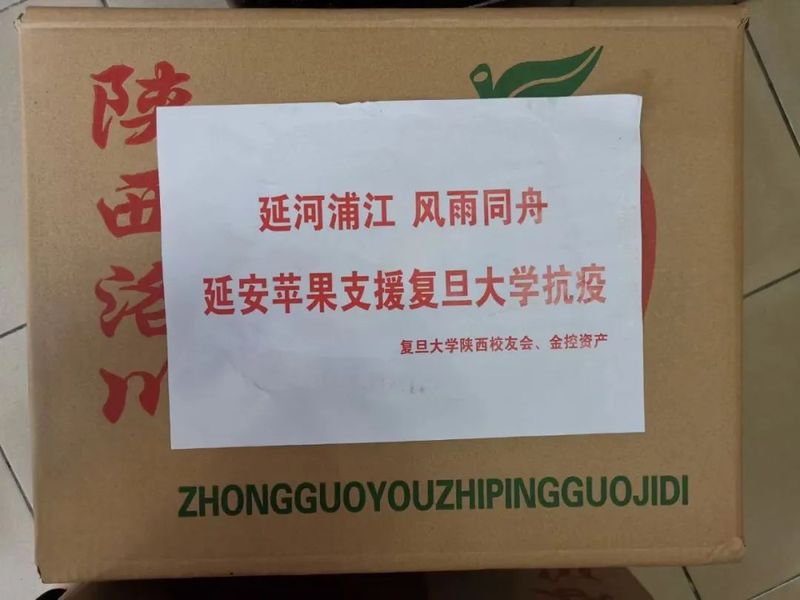 陕西洛川
延河浦江 风雨同舟
延安苹果支援复旦大学抗疫
复旦大学陕西校友会、金控资产
ZHONGGUOYOUZHIPINGGUOJIDI